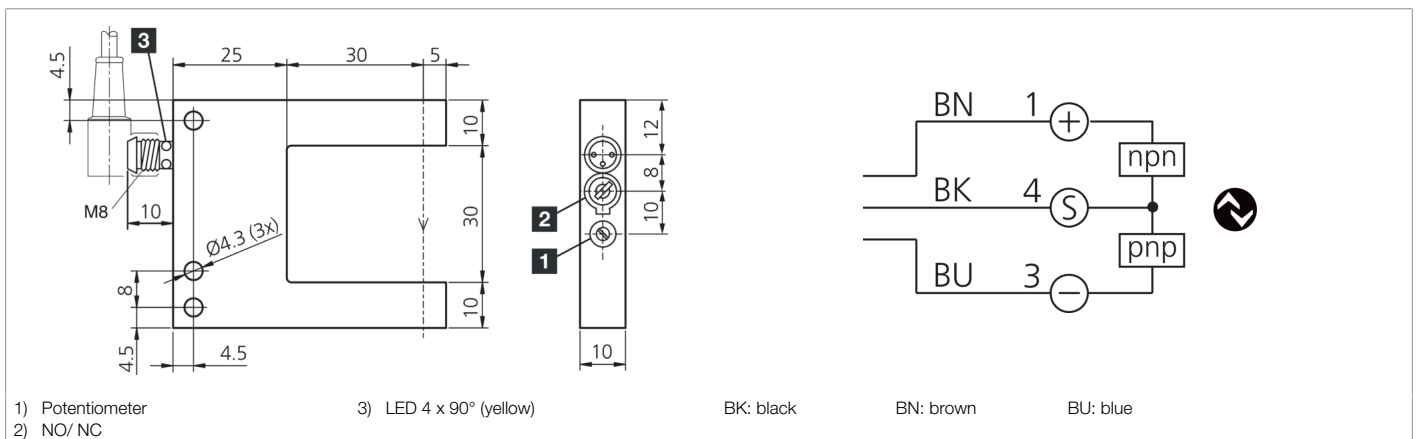 3
25
30
5
4.5
10
12
BN
1
+
npn
8
BK
4
S
M8
10
30
2
10
Ø4.3 (3x)
1
pnp
8
BU
3
−
10
4.5
4.5
10
1) Potentiometer
3) LED 4 x 90° (yellow)
BK: black
BN: brown
BU: blue
2) NO/ NC